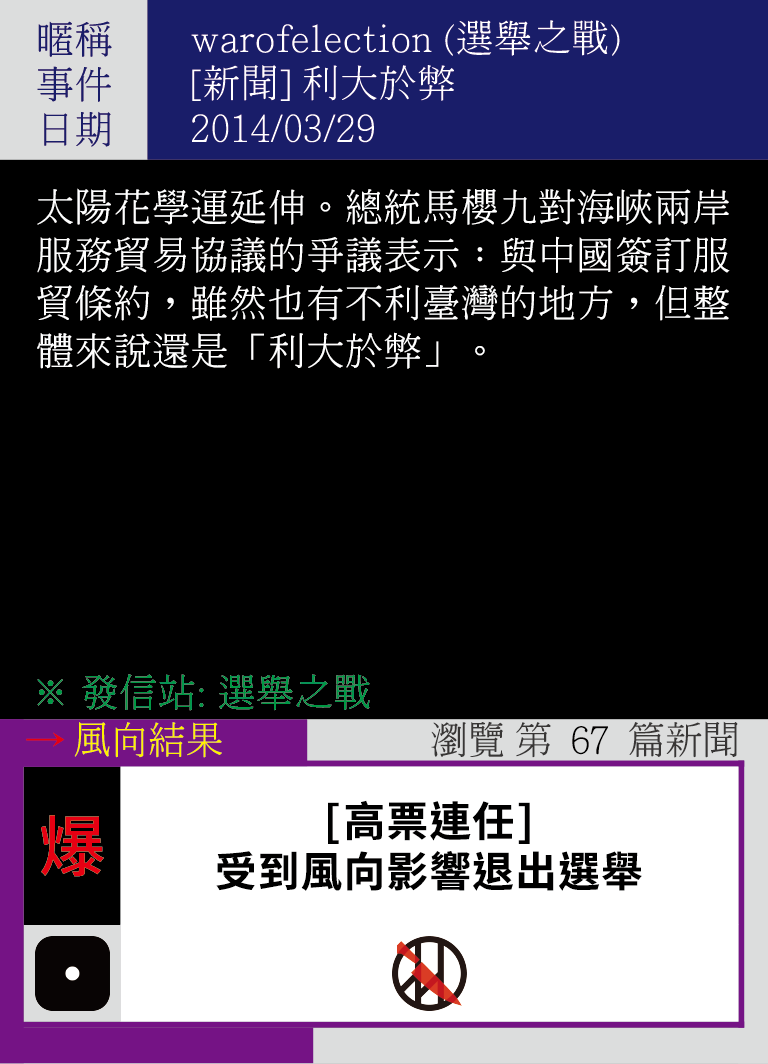 暱稱 warofelection (選舉之戰)
事件 [新聞] 利大於弊
日期 2014/03/29
太陽花學運延伸。總統馬櫻九對海峽兩岸
服務貿易協議的爭議表示：與中國簽訂服
貿條約，雖然也有不利臺灣的地方，但整
體來說還是「利大於弊」。
※ 發信站: 選舉之戰
→ 風向結果 瀏覽 第 67 篇新聞
爆
[高票連任]
受到風向影響退出選舉